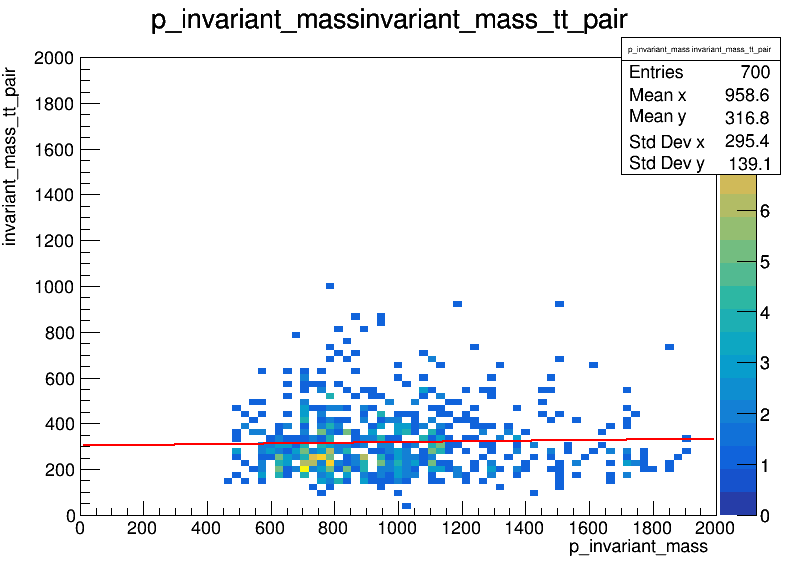 p_invariant_massinvariant_mass_tt_pair
p_invariant_massinvariant_mass_tt_pair
Entries 700
Mean x 958.6
Mean y 316.8
Std Dev x 295.4
Std Dev y 139.1
invariant_mass_tt_pair
2000
1800
1600
1400
1200
1000
800
600
400
200
0
0 200 400 600 800 1000 1200 1400 1600 1800 2000
p_invariant_mass
6
5
4
3
2
1
0